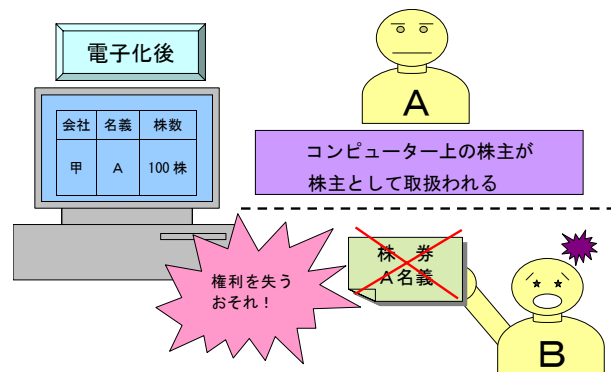 電子化後
会社 名義 株数
甲 A 100株
A
コンピューター上の株主が
株主として取扱われる
権利を失う
おそれ！
株 券
A名義
B